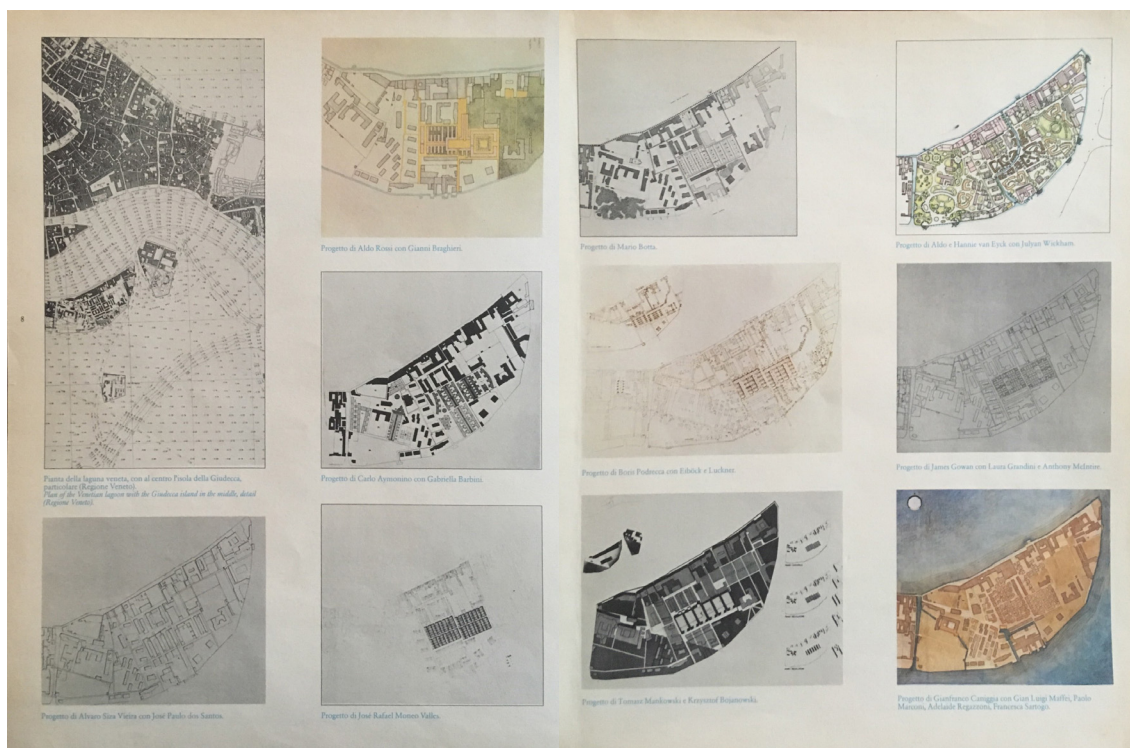 Pianta della laguna veneta, con al centro l'isola della Giudecca,
particolare (Regione Veneto).
Plan of the Venetian lagoon with the Giudecca island in the middle, detail
(Regione Veneto)
Progetto di Alvaro Siza Vieira con José Paulo dos Santos.
Progetto di Aldo Rossi con Gianni Braghieri.
Progetto di Carlo Aymonino con Gabriella Barbini.
Progetto di José Rafael Moneo Valles.
Progetto di Mario Botta.
Progetto di Boris Podrecca con Eiböck e Luckner.
Progetto di Tomasz Mankowski e Krzysztof Bojanowski.
Progetto di Aldo e Hannie van Eyck con Julyan Wickham
Progetto di James Gowan con Laura Grandini e Anthony McIntire.
Progetto di Gianfranco Caniggia con Gian Luigi Maffei, Paolo
Marzoni, Adelaide Regazzoni, Francesca Sartogo.